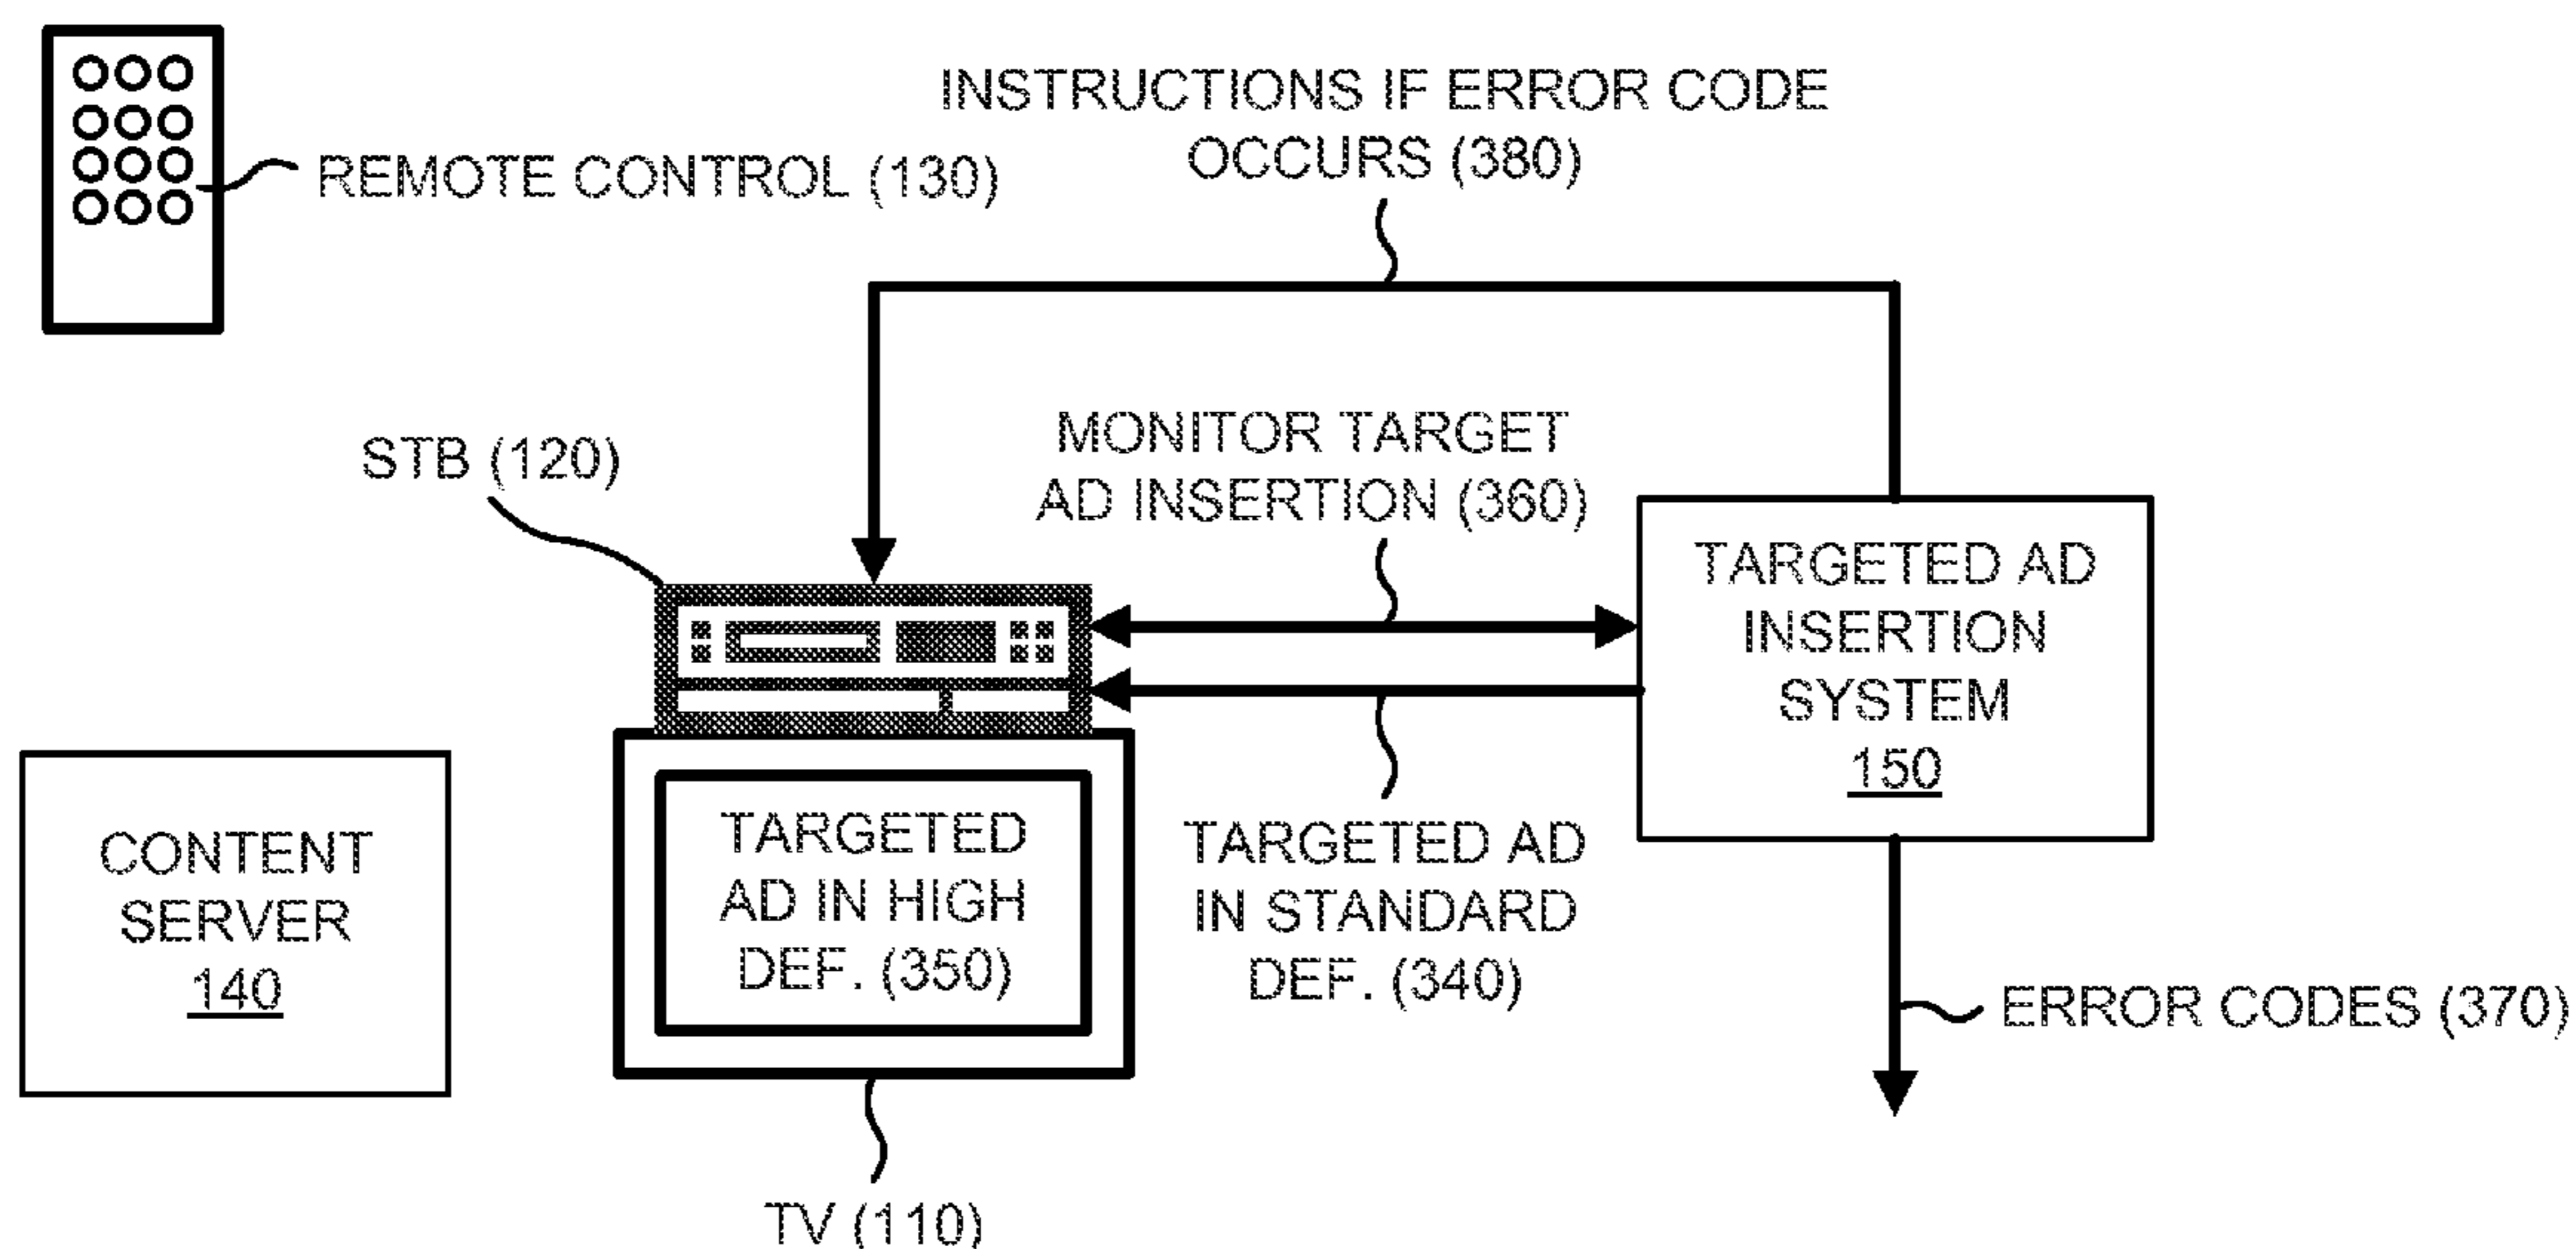 REMOTE CONTROL (130)
INSTRUCTIONS IF ERROR CODE
OCCURS (380)
STB (120)
MONITOR TARGET
AD INSERTION (360)
TARGETED AD
INSERTION
SYSTEM
150
CONTENT
SERVER
140
TARGETED
AD IN HIGH
DEF. (350)
TARGETED AD
IN STANDARD
DEF. (340)
ERROR CODES (370)
TV (110)